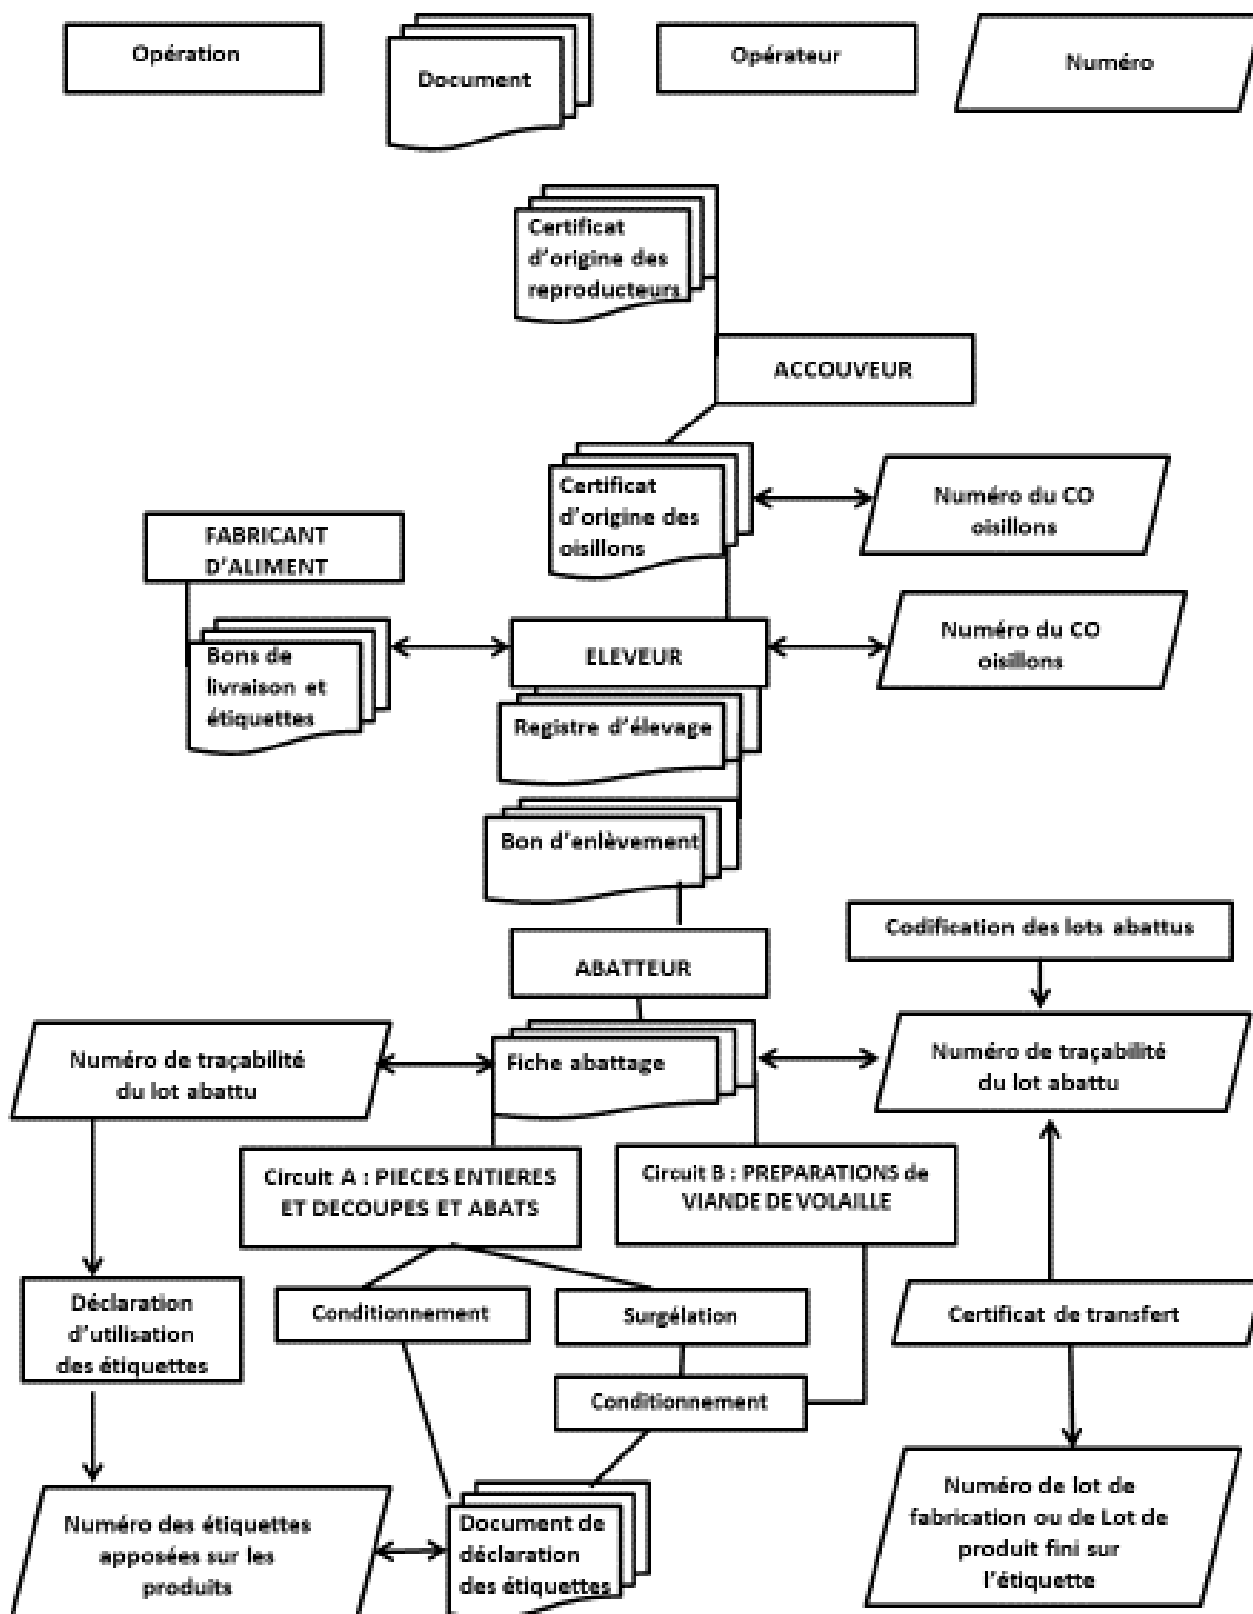 Opération
Document
Opérateur
Numéro
Certificat
d'origine des
reproducteurs
ACCOUVEUR
Certificat
d'origine des
oisillons
Numéro du CO
oisillons
FABRICANT
D'ALIMENT
Bons de
livraison et
étiquettes
ELEVEUR
Numéro du CO
oisillons
Registre d'élevage
Bon d'enlèvement
Codification des lots abattus
ABATTEUR
Numéro de traçabilité
du lot abattu
Fiche abattage
Numéro de traçabilité
du lot abattu
Circuit A : PIECES ENTIERES
ET DECOUPES ET ABATS
Circuit B : PREPARATIONS de
VIANDE DE VOLAILLE
Déclaration
d'utilisation
des étiquettes
Conditionnement
Surgélation
Certificat de transfert
Conditionnement
Numéro des étiquettes
apposées sur les
produits
Document de
déclaration
des étiquettes
Numéro de lot de
fabrication ou de Lot de
produit fini sur
l'étiquette